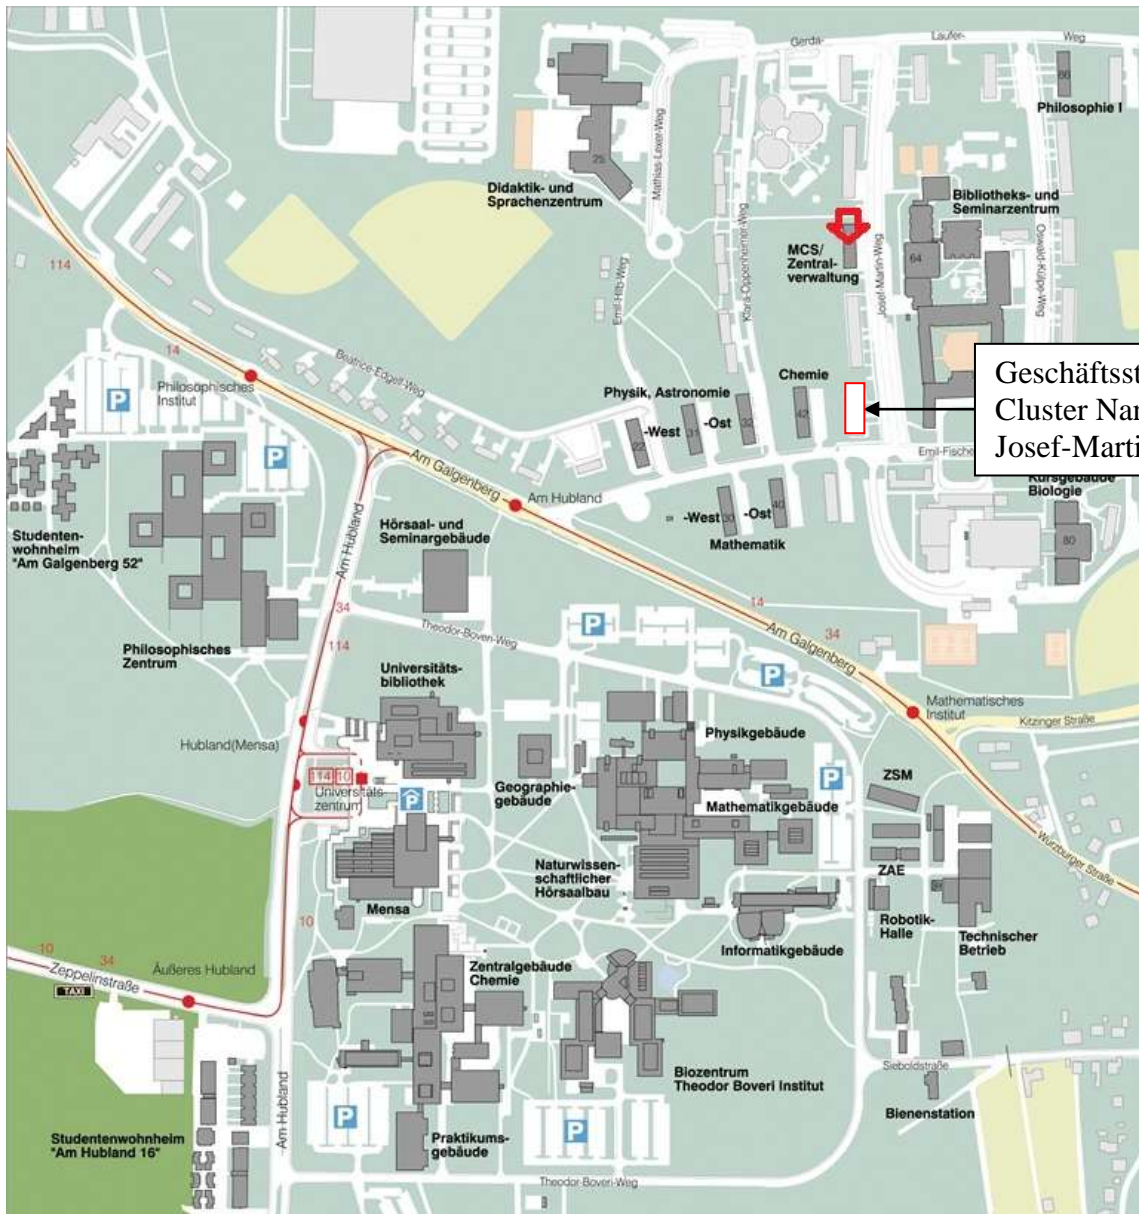 Gerda-
Laufer-
Weg
66
Philosophie I
Mathias-Lexer-Weg
25
Didaktik- und
Sprachenzentrum
Klara-Oppenheimer-Weg
Bibliotheks- und
Seminarzentrum
MCS/
Zentral-
verwaltung
Josef-Martin-Weg
64
Oswald-Külpe-Weg
Emil-Hilb-Weg
114
14
Philosophisches
Institut
P
Beatrice-Edgell-Weg
Physik, Astronomie
-West
22
31
-Ost
32
Chemie
42
Geschäftsst
Cluster Nan
Josef-Marti
Emil-Fische
Kursgebäude
Biologie
80
P
Am Galgenberg
Am Hubland
-West
30
-Ost
40
Mathematik
Studenten-
wohnheim
"Am Galgenberg 52"
Am Hubland
Hörsaal- und
Seminargebäude
34
114
Philosophisches
Zentrum
Theodor-Boveri-Weg
P
14
Am Galgenberg
34
P
Universitäts-
bibliothek
Mathematisches
Institut
Kitzinger Straße
Hubland(Mensa)
114
10
Universitäts-
zentrum
P
Geographie-
gebäude
Physikgebäude
P
ZSM
Mathematikgebäude
Würzburger Straße
Naturwissen-
schaftlicher
Hörsaalbau
ZAE
Mensa
10
Informatikgebäude
Robotik-
Halle
Technischer
Betrieb
10
34
Zeppelinstraße
TAXI
Äußeres Hubland
Zentralgebäude
Chemie
Biozentrum
Theodor Boveri Institut
Sieboldstraße
Bienenstation
Am Hubland
P
P
Praktikums-
gebäude
Studentenwohnheim
"Am Hubland 16"
Theodor-Boveri-Weg